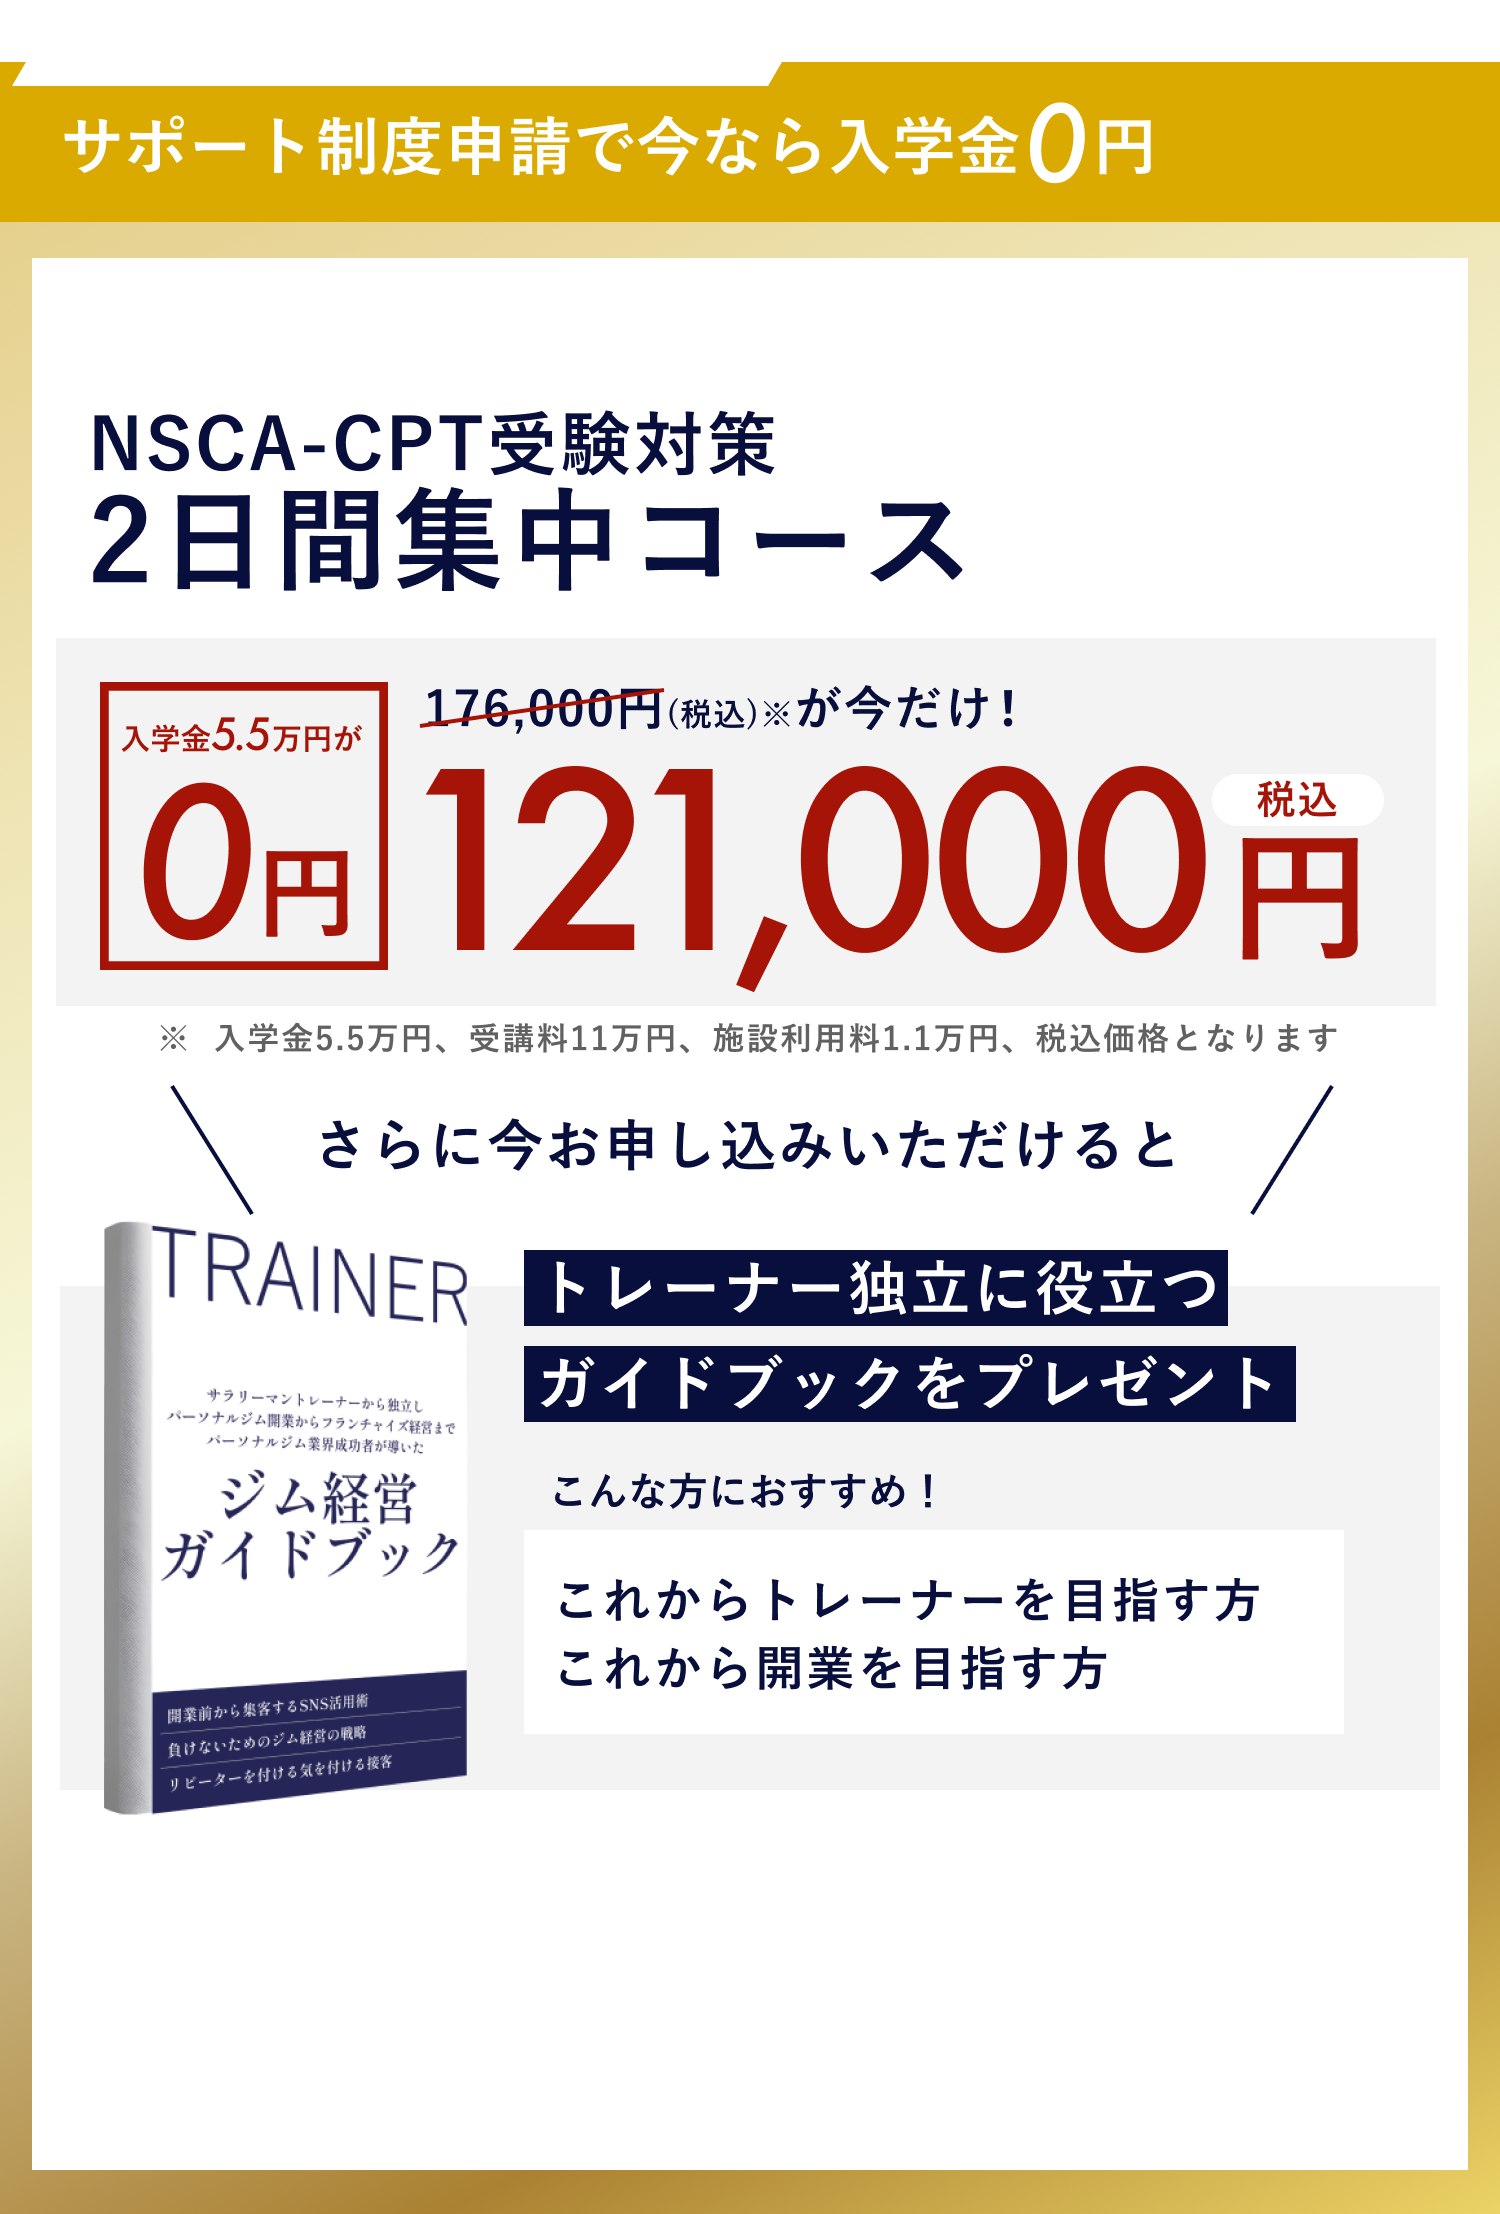 サポート制度申請で今なら入学金0円
NSCA-CPT受験対策
2日間集中コース
入学金5.5万円が
0円
176,000円(税込)※が今だけ!
121,000円
税込
※ 入学金5.5万円、受講料11万円、施設利用料1.1万円、税込価格となります
さらに今お申し込みいただけると
TRAINER
サラリーマントレーナーから独立し
パーソナルジム開業からフランチャイズ経営まで
パーソナルジム業界成功者が導いた
ジム経営
ガイドブック
開業前から集客するSNS活用術
負けないためのジム経営の戦略
リピーターを付ける気を付ける接客
トレーナー独立に役立つ
ガイドブックをプレゼント
こんな方におすすめ！
これからトレーナーを目指す方
これから開業を目指す方